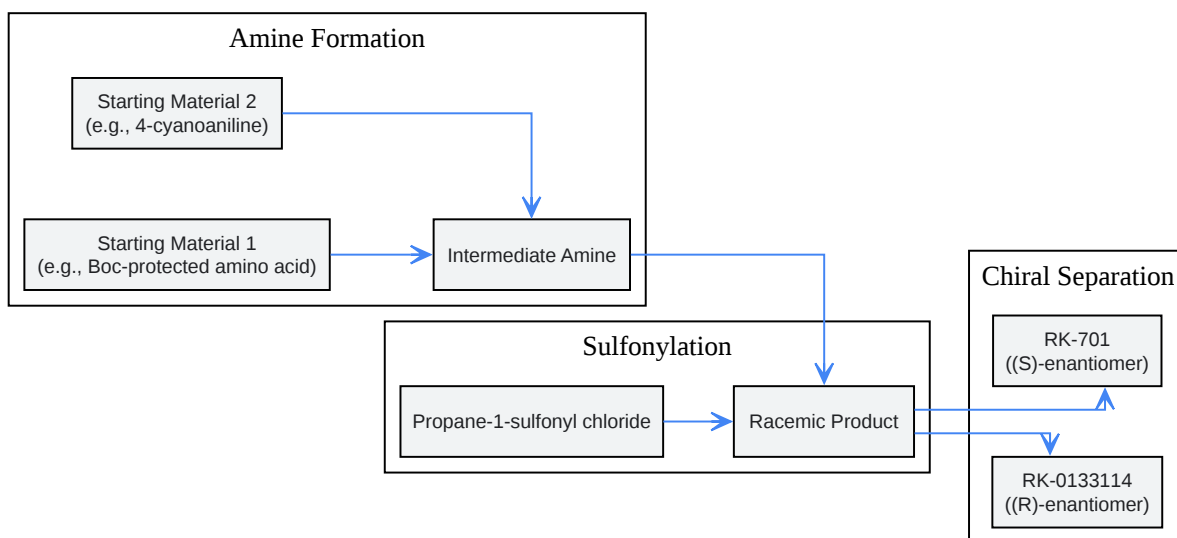 Amine Formation
Starting Material 2
(e.g., 4-cyanoaniline)
Starting Material 1
(e.g., Boc-protected amino acid)
Intermediate Amine
Sulfonylation
Propane-1-sulfonyl chloride
Racemic Product
Chiral Separation
RK-701
((S)-enantiomer)
RK-0133114
((R)-enantiomer)